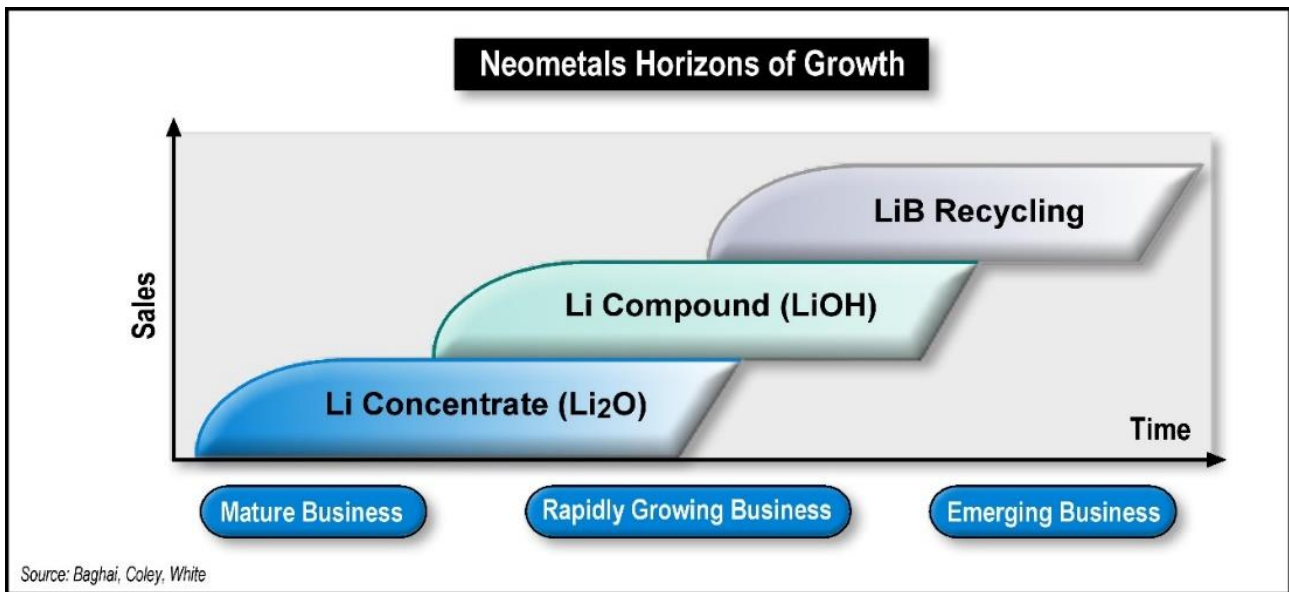 Neometals Horizons of Growth
Sales
LiB Recycling
Li Compound (LiOH)
Li Concentrate (Li₂O)
Time
Mature Business
Rapidly Growing Business
Emerging Business
Source: Baghai, Coley, White